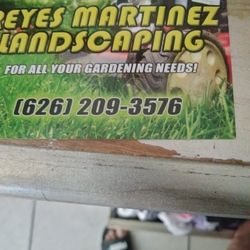 REYES MARTINEZ
LANDSCAPING
FOR ALL YOUR GARDENING NEEDS!
(626) 209-3576